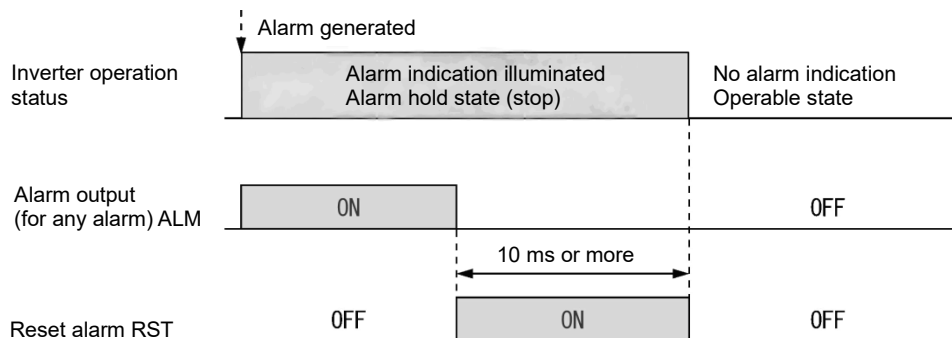 Alarm generated
Inverter operation
status
Alarm indication illuminated
Alarm hold state (stop)
No alarm indication
Operable state
Alarm output
(for any alarm) ALM
ON
OFF
10 ms or more
Reset alarm RST
OFF
ON
OFF